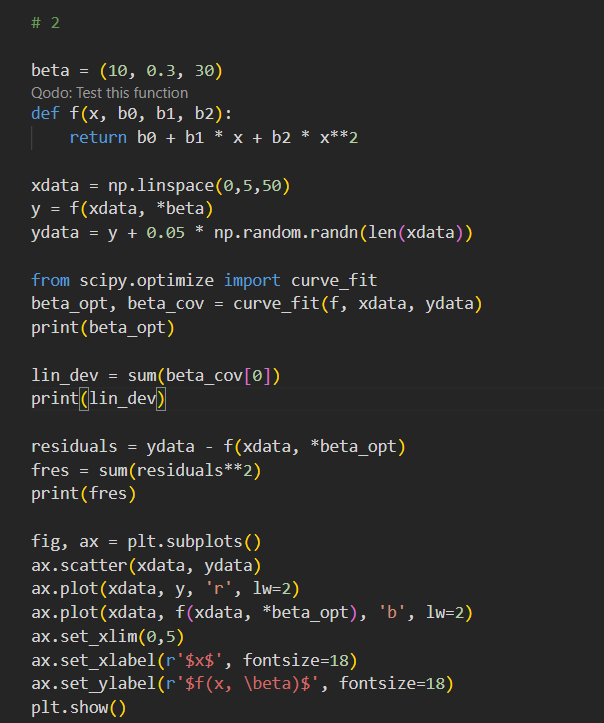 # 2
beta = (10, 0.3, 30)
Qodo: Test this function
def f(x, b0, b1, b2):
    return b0 + b1 * x + b2 * x**2
xdata = np.linspace(0,5,50)
y = f(xdata, *beta)
ydata = y + 0.05 * np.random.randn(len(xdata))
from scipy.optimize import curve_fit
beta_opt, beta_cov = curve_fit(f, xdata, ydata)
print(beta_opt)
lin_dev = sum(beta_cov[0])
print(lin_dev)
residuals = ydata - f(xdata, *beta_opt)
fres = sum(residuals**2)
print(fres)
fig, ax = plt.subplots()
ax.scatter(xdata, ydata)
ax.plot(xdata, y, 'r', lw=2)
ax.plot(xdata, f(xdata, *beta_opt), 'b', lw=2)
ax.set_xlim(0,5)
ax.set_xlabel(r'$x$', fontsize=18)
ax.set_ylabel(r'$f(x, \beta)$', fontsize=18)
plt.show()